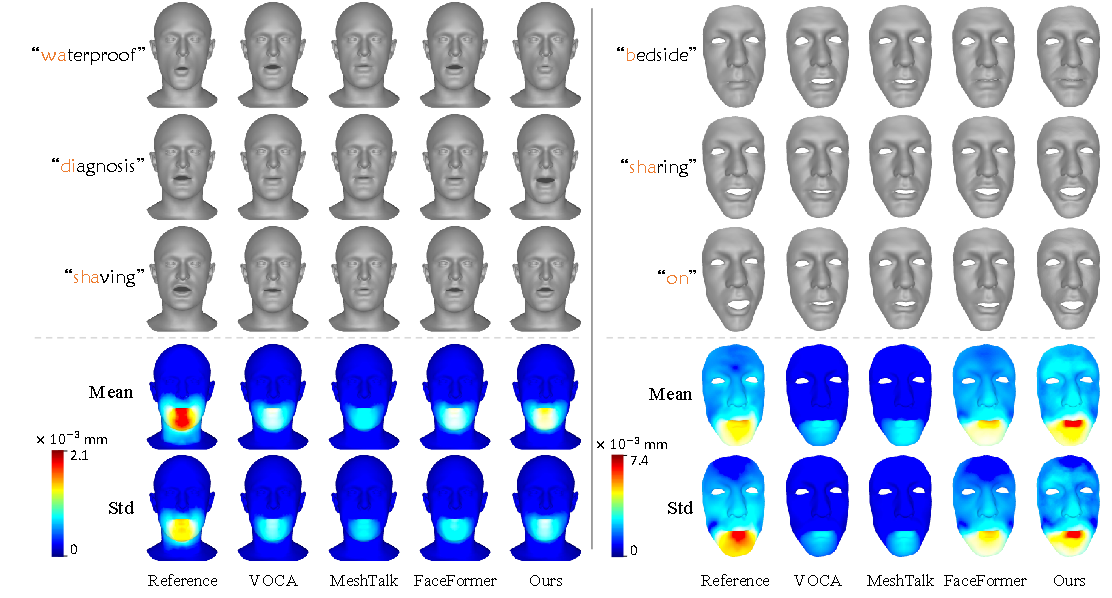 “waterproof”
“diagnosis”
“shaving”
Mean
× 10⁻³ mm
2.1
0
Std
Reference VOCA MeshTalk FaceFormer Ours
“bedside”
“sharing”
“on”
Mean
× 10⁻³ mm
7.4
0
Std
Reference VOCA MeshTalk FaceFormer Ours